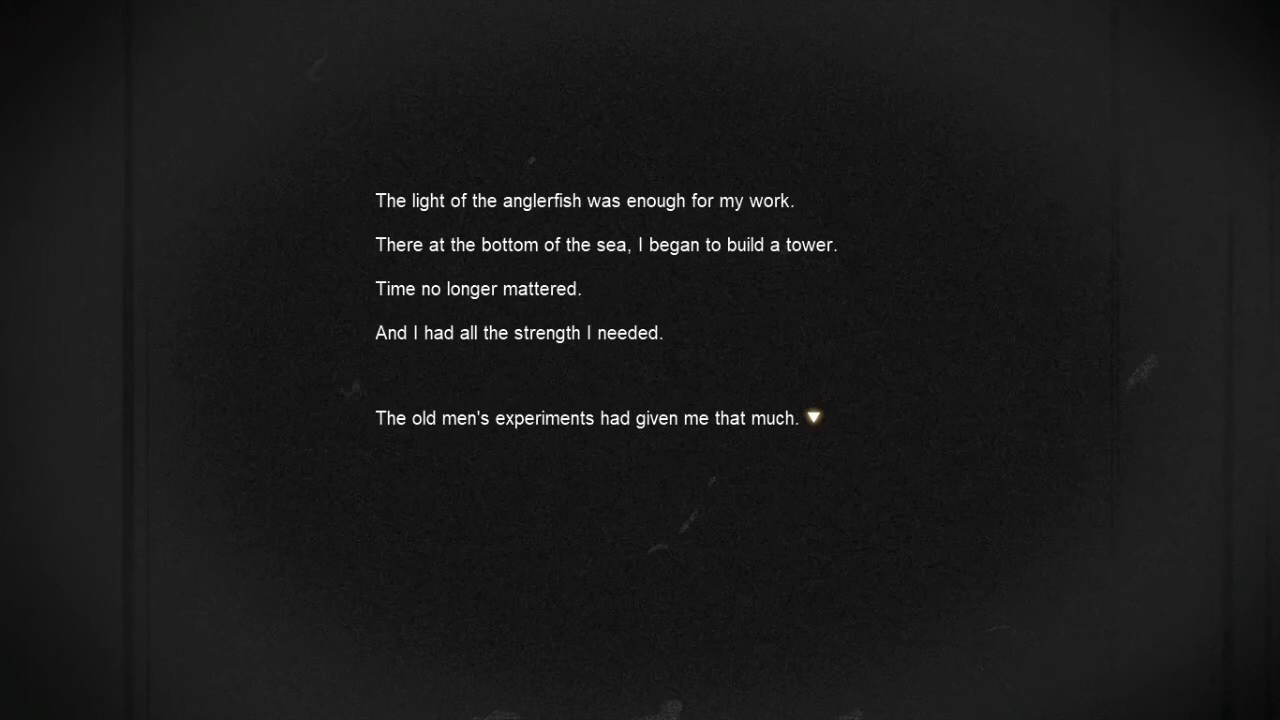 The light of the anglerfish was enough for my work.
There at the bottom of the sea, I began to build a tower.
Time no longer mattered.
And I had all the strength I needed.
The old men's experiments had given me that much.